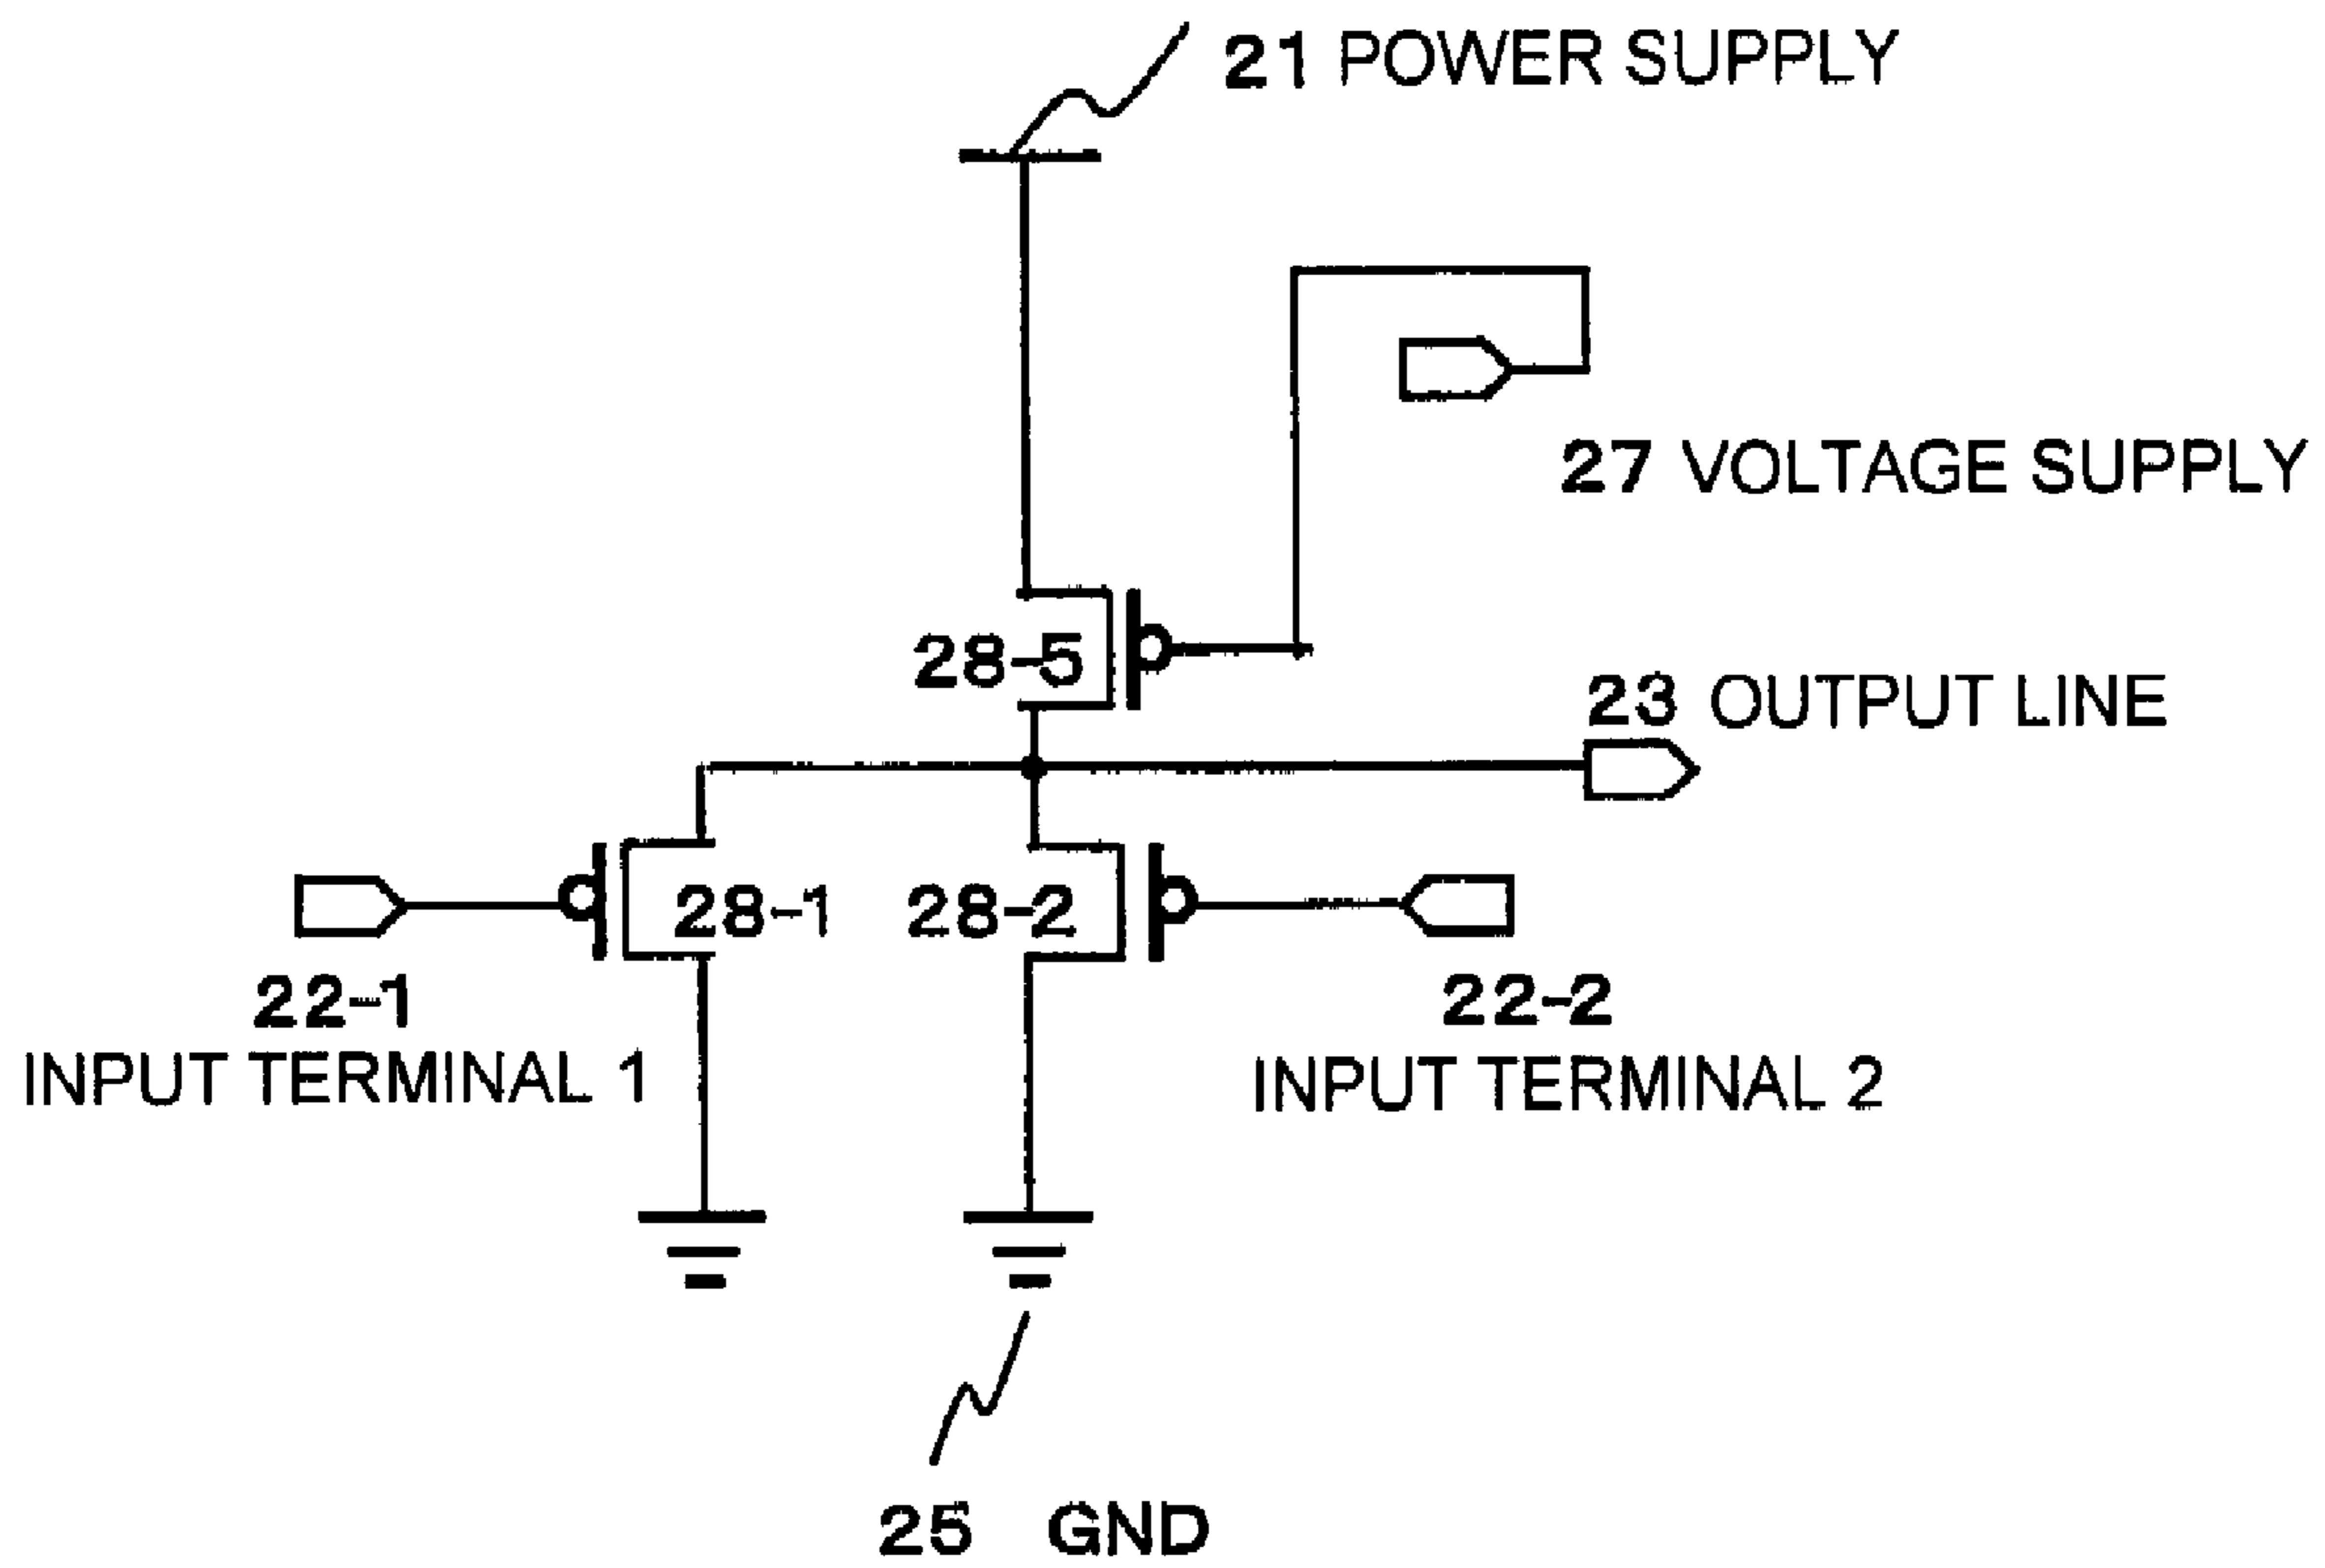 21 POWER SUPPLY
27 VOLTAGE SUPPLY
28-5
23 OUTPUT LINE
28-1
28-2
22-1
INPUT TERMINAL 1
22-2
INPUT TERMINAL 2
25 GND